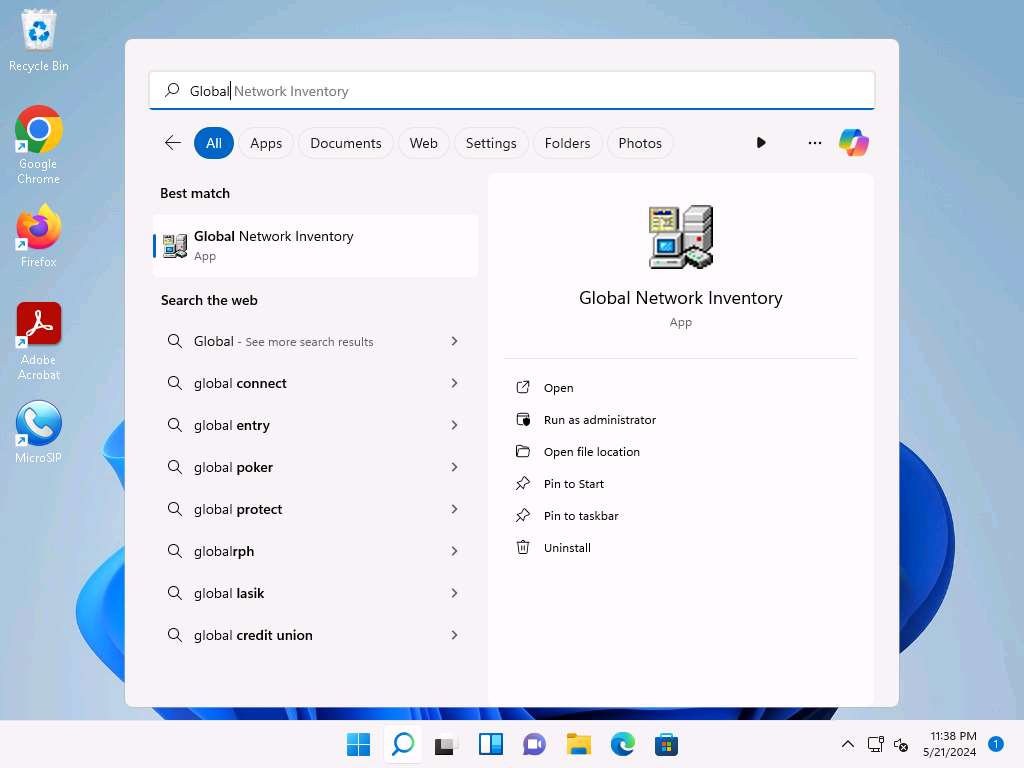 Recycle Bin
Google
Chrome
Firefox
Adobe
Acrobat
MicroSIP
Global Network Inventory
All
Apps
Documents
Web
Settings
Folders
Photos
Best match
Global Network Inventory
App
Search the web
Global - See more search results
global connect
global entry
global poker
global protect
globalrph
global lasik
global credit union
Global Network Inventory
App
Open
Run as administrator
Open file location
Pin to Start
Pin to taskbar
Uninstall
11:38 PM
5/21/2024
1